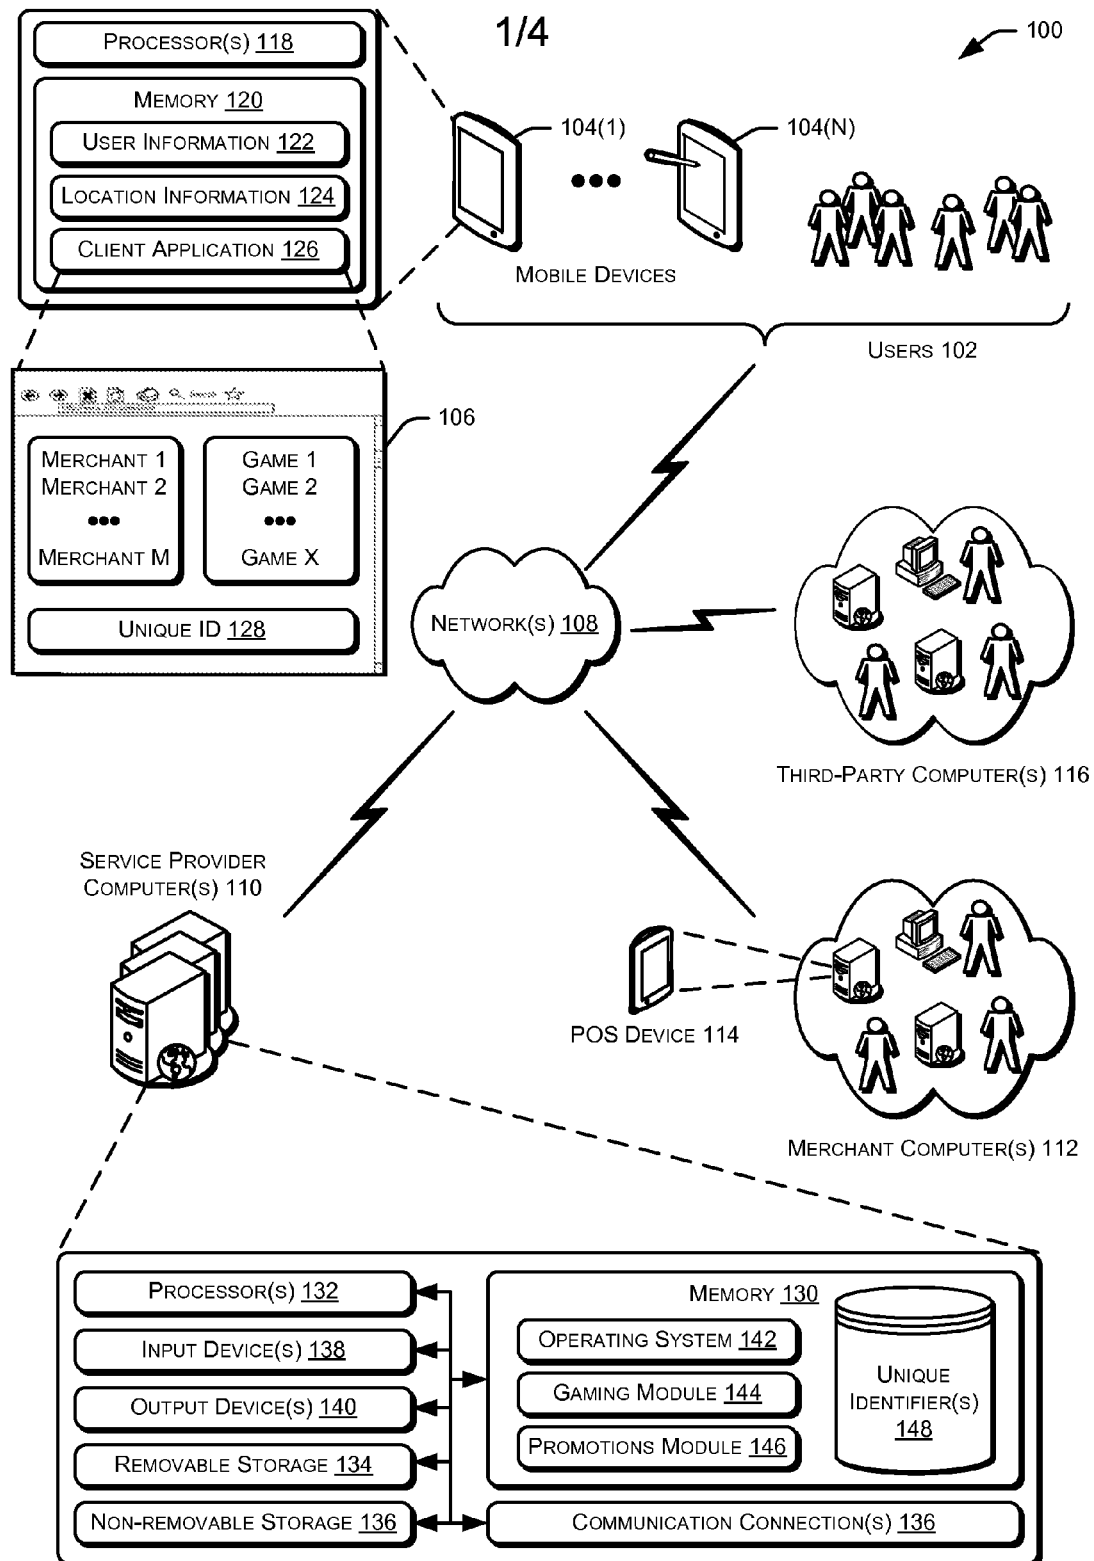 1/4
100
PROCESSOR(S) 118
MEMORY 120
USER INFORMATION 122
LOCATION INFORMATION 124
CLIENT APPLICATION 126
104(1)
104(N)
MOBILE DEVICES
USERS 102
106
MERCHANT 1
MERCHANT 2
●●●
MERCHANT M
GAME 1
GAME 2
●●●
GAME X
UNIQUE ID 128
NETWORK(S) 108
THIRD-PARTY COMPUTER(S) 116
SERVICE PROVIDER
COMPUTER(S) 110
POS DEVICE 114
MERCHANT COMPUTER(S) 112
PROCESSOR(S) 132
INPUT DEVICE(S) 138
OUTPUT DEVICE(S) 140
REMOVABLE STORAGE 134
NON-REMOVABLE STORAGE 136
MEMORY 130
OPERATING SYSTEM 142
GAMING MODULE 144
PROMOTIONS MODULE 146
UNIQUE
IDENTIFIER(S)
148
COMMUNICATION CONNECTION(S) 136